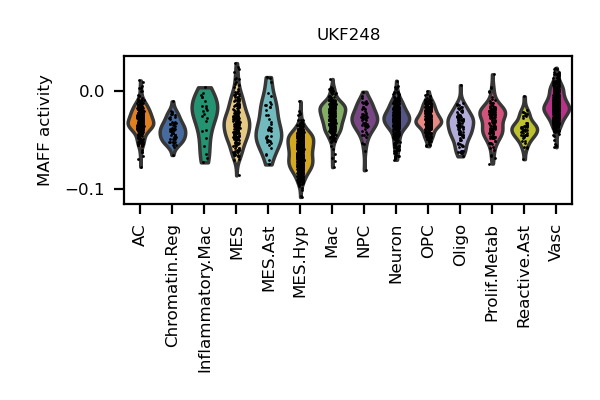 UKF248
MAFF activity
0.0
−0.1
AC
Chromatin.Reg
Inflammatory.Mac
MES
MES.Ast
MES.Hyp
Mac
NPC
Neuron
OPC
Oligo
Prolif.Metab
Reactive.Ast
Vasc